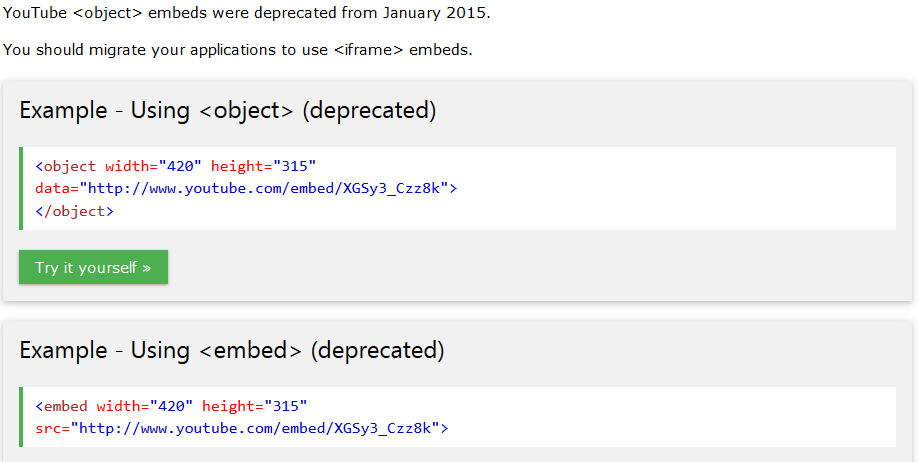 YouTube <object> embeds were deprecated from January 2015.
You should migrate your applications to use <iframe> embeds.
Example - Using <object> (deprecated)
<object width="420" height="315"
data="http://www.youtube.com/embed/XGSy3_Czz8k">
</object>
Try it yourself »
Example - Using <embed> (deprecated)
<embed width="420" height="315"
src="http://www.youtube.com/embed/XGSy3_Czz8k">